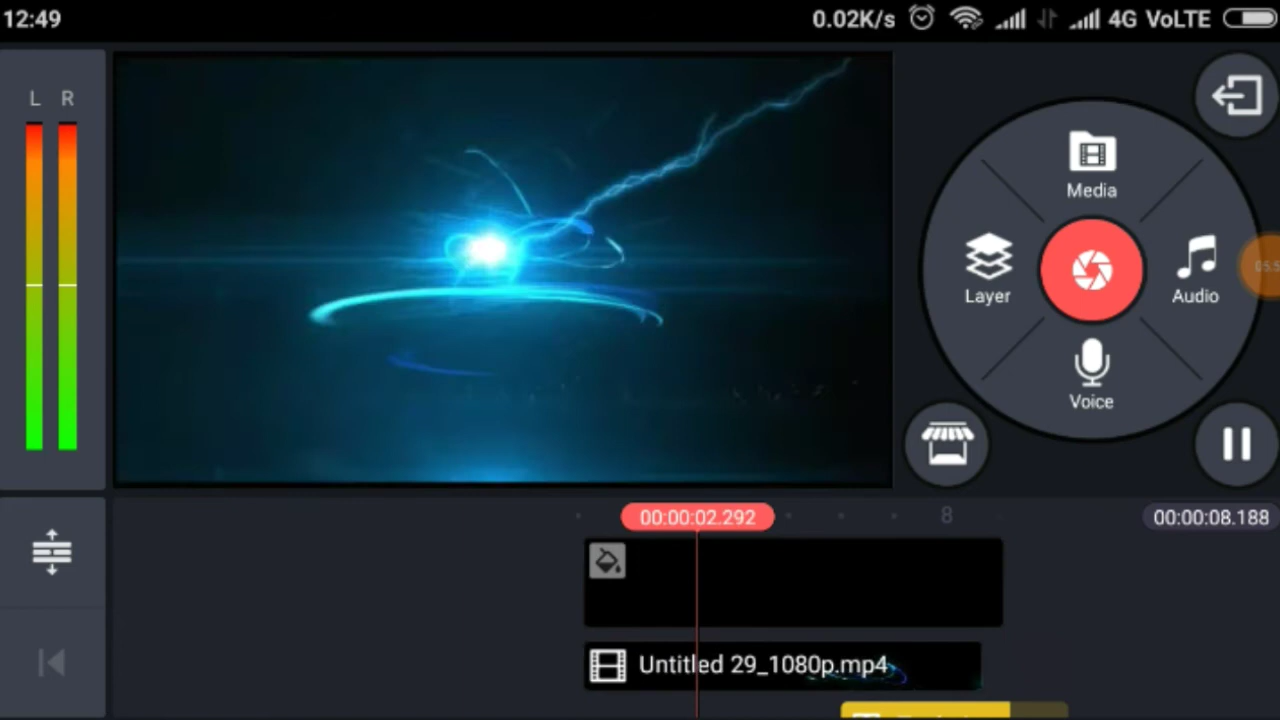 12:49
0.02K/s
4G VoLTE
L R
Media
Layer
Audio
Voice
00:00:02.292
8
00:00:08.188
Untitled 29_1080p.mp4